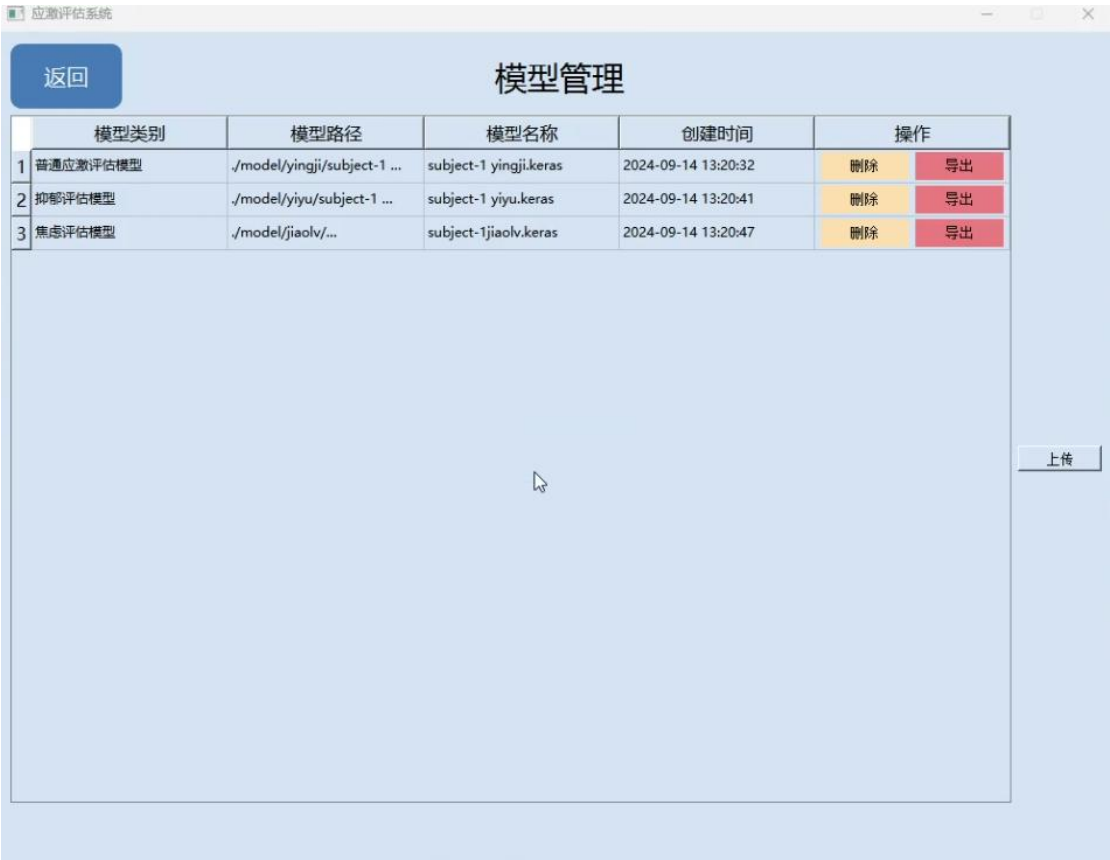 应激评估系统
返回
模型管理
模型类别 模型路径 模型名称 创建时间 操作
1 普通应激评估模型 ./model/yingji/subject-1 ... subject-1 yingji.keras 2024-09-14 13:20:32 删除 导出
2 抑郁评估模型 ./model/yiyu/subject-1 ... subject-1 yiyu.keras 2024-09-14 13:20:41 删除 导出
3 焦虑评估模型 ./model/jiaolv/... subject-1jiaolv.keras 2024-09-14 13:20:47 删除 导出
上传